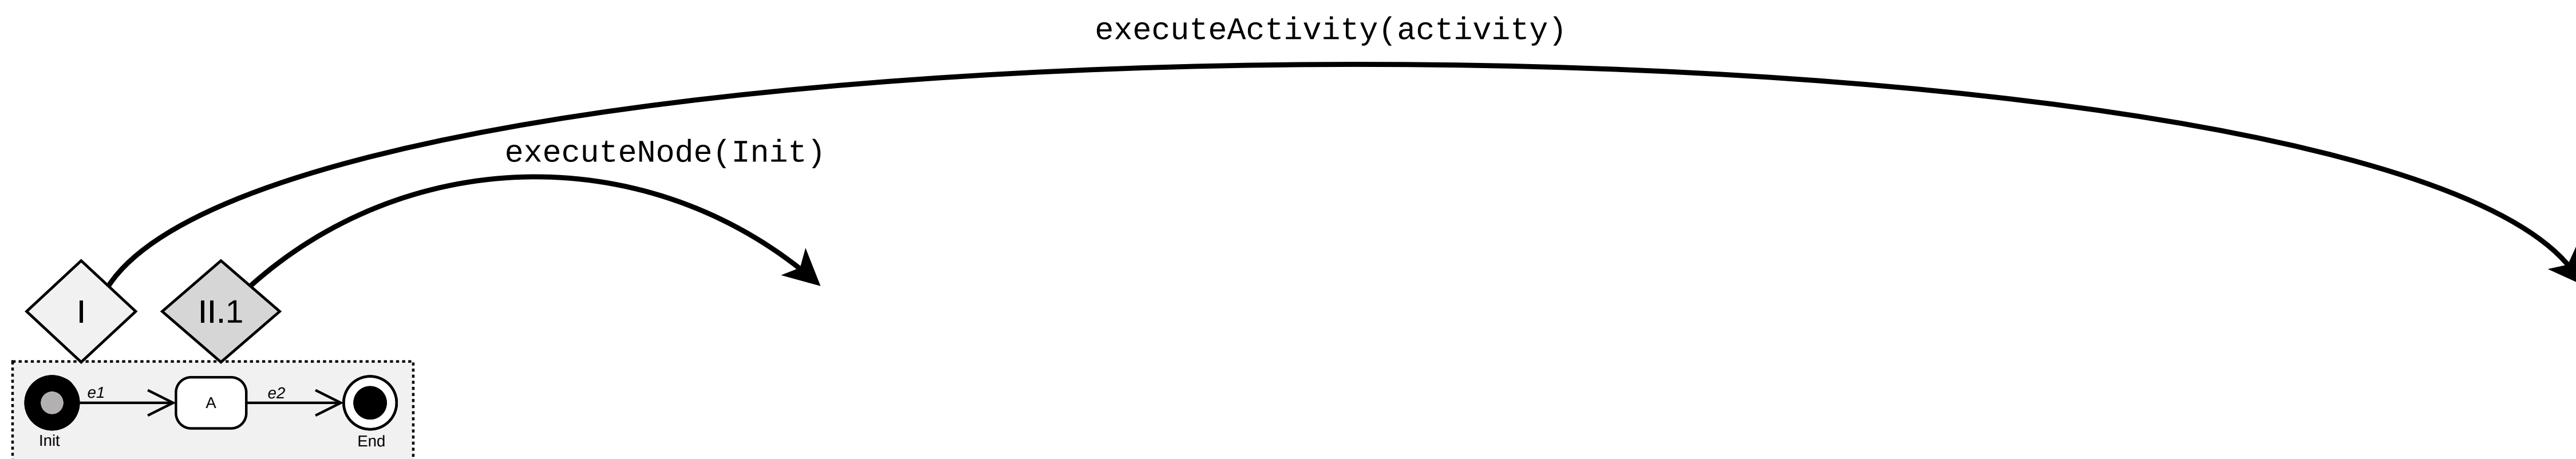 executeActivity(activity)
executeNode(Init)
I
II.1
e1
e2
A
Init
End